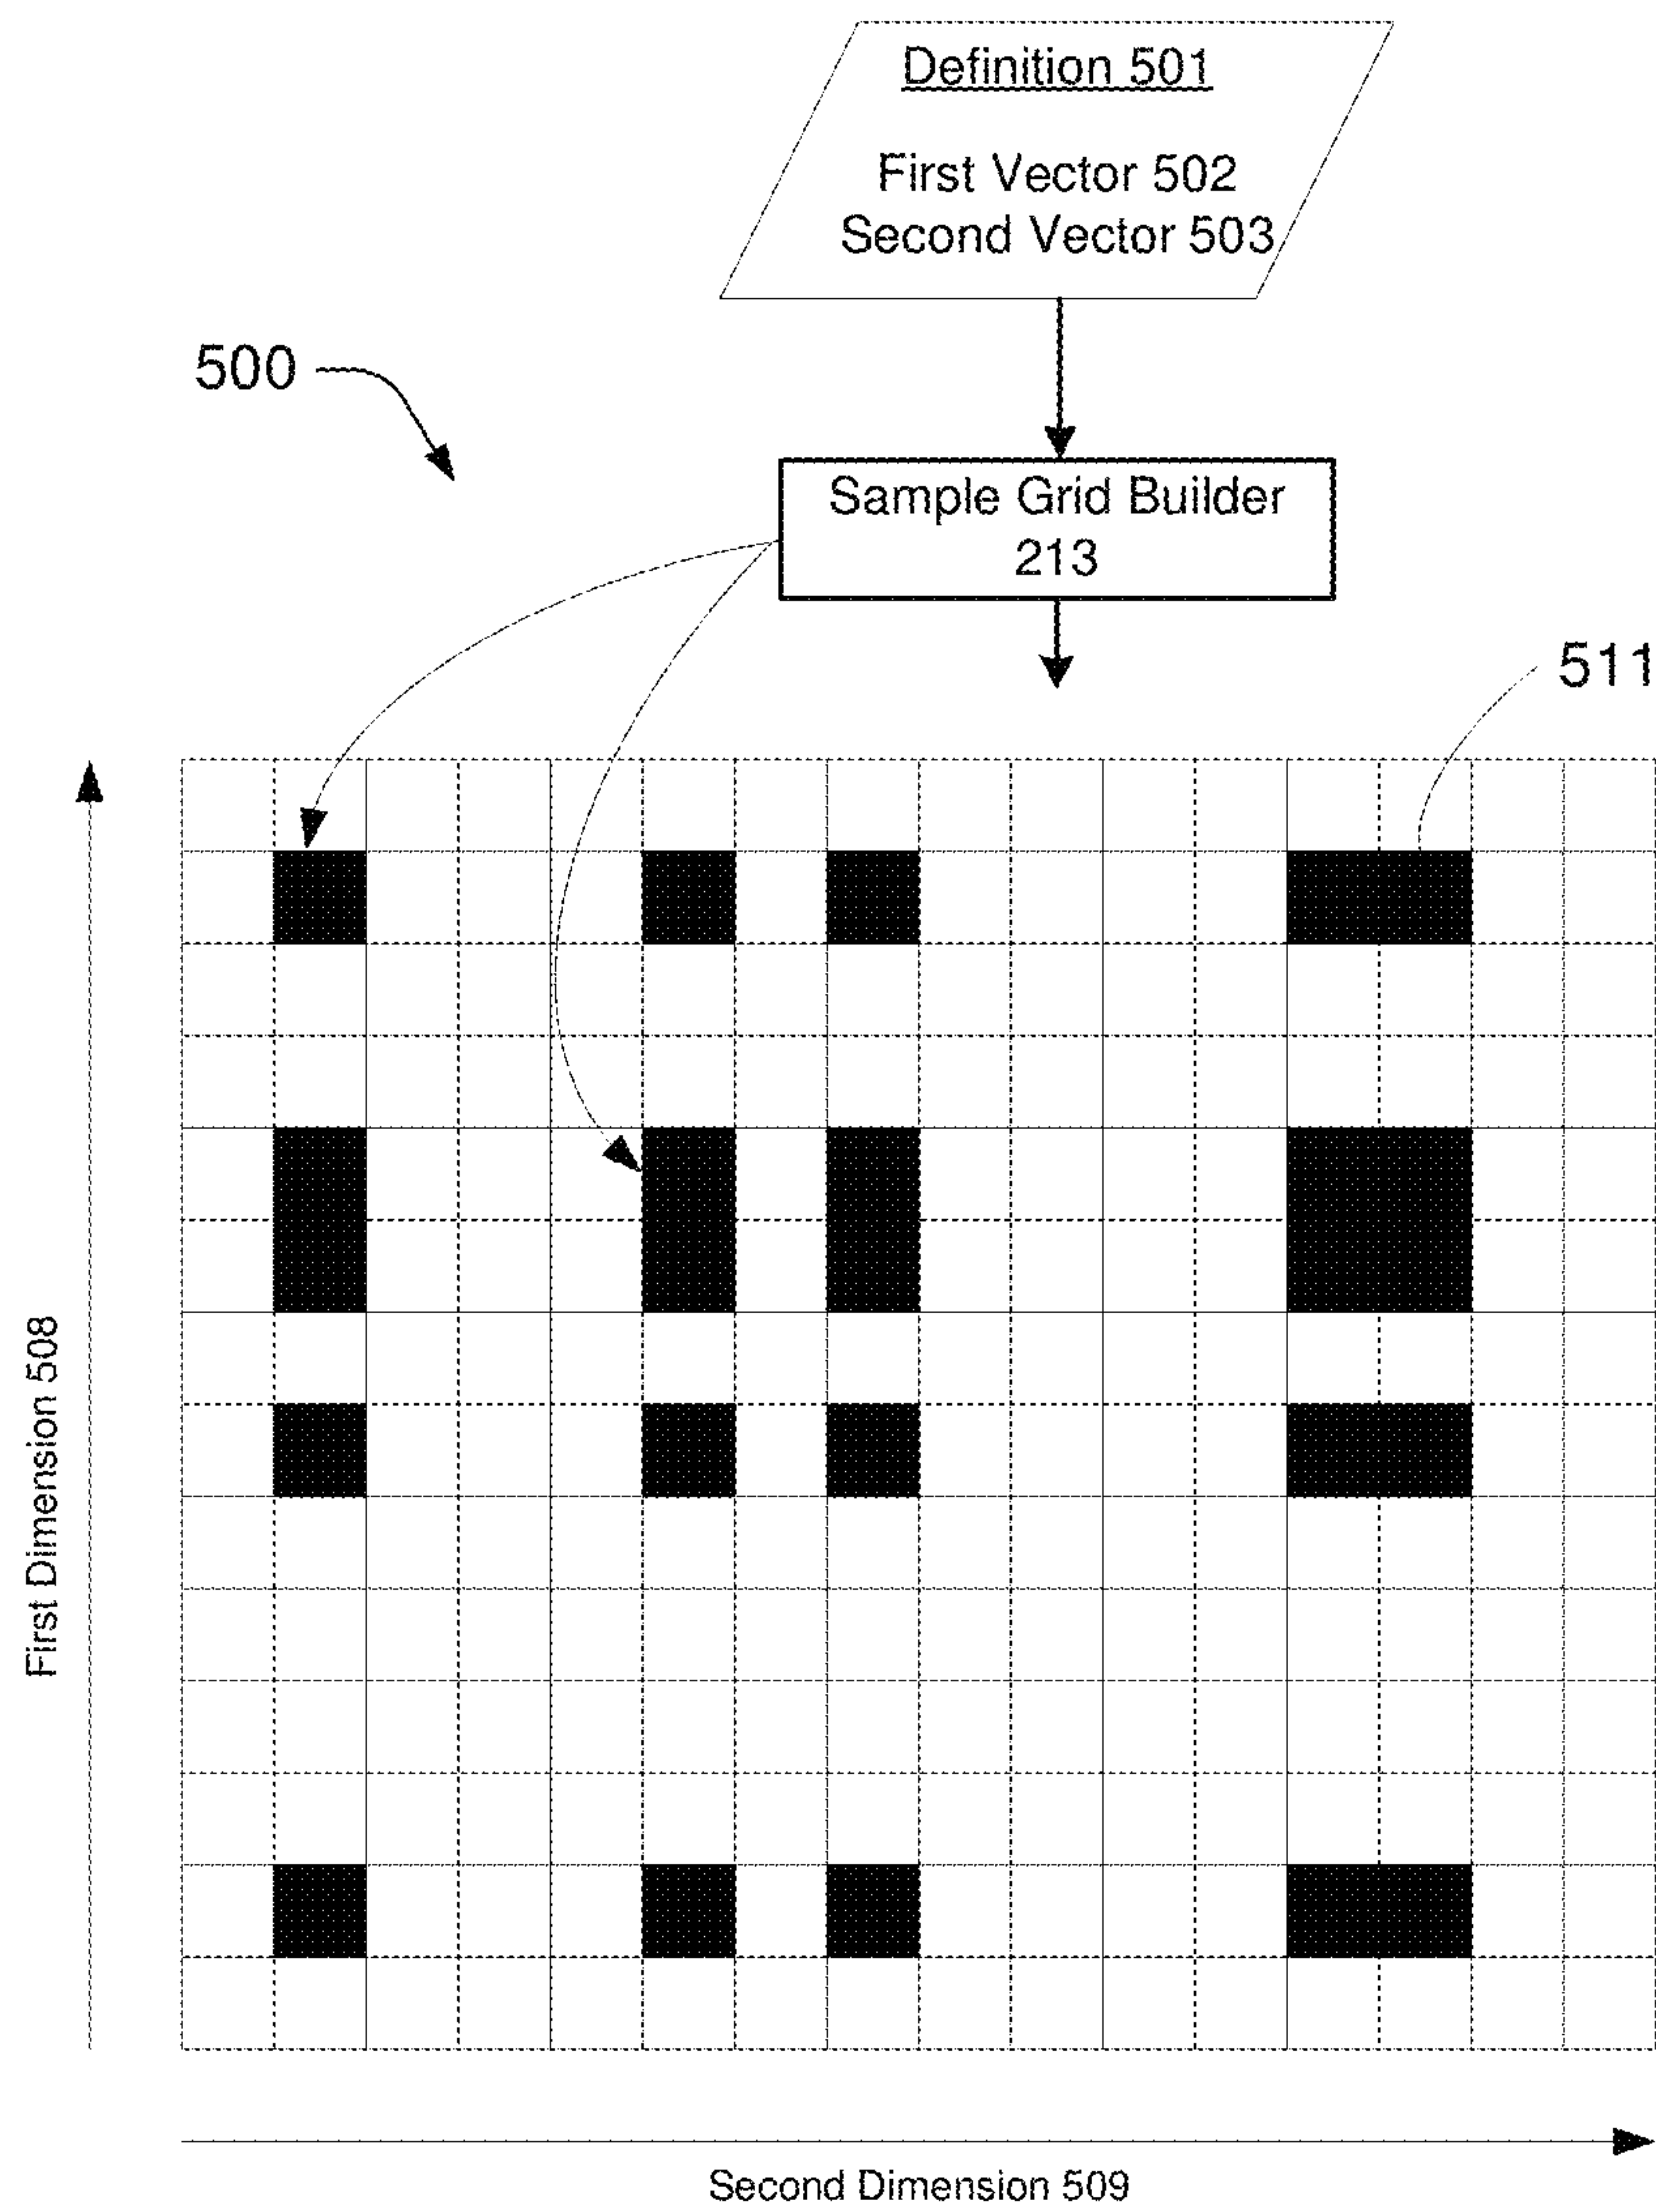 Definition 501
First Vector 502
Second Vector 503
500
Sample Grid Builder
213
511
First Dimension 508
Second Dimension 509